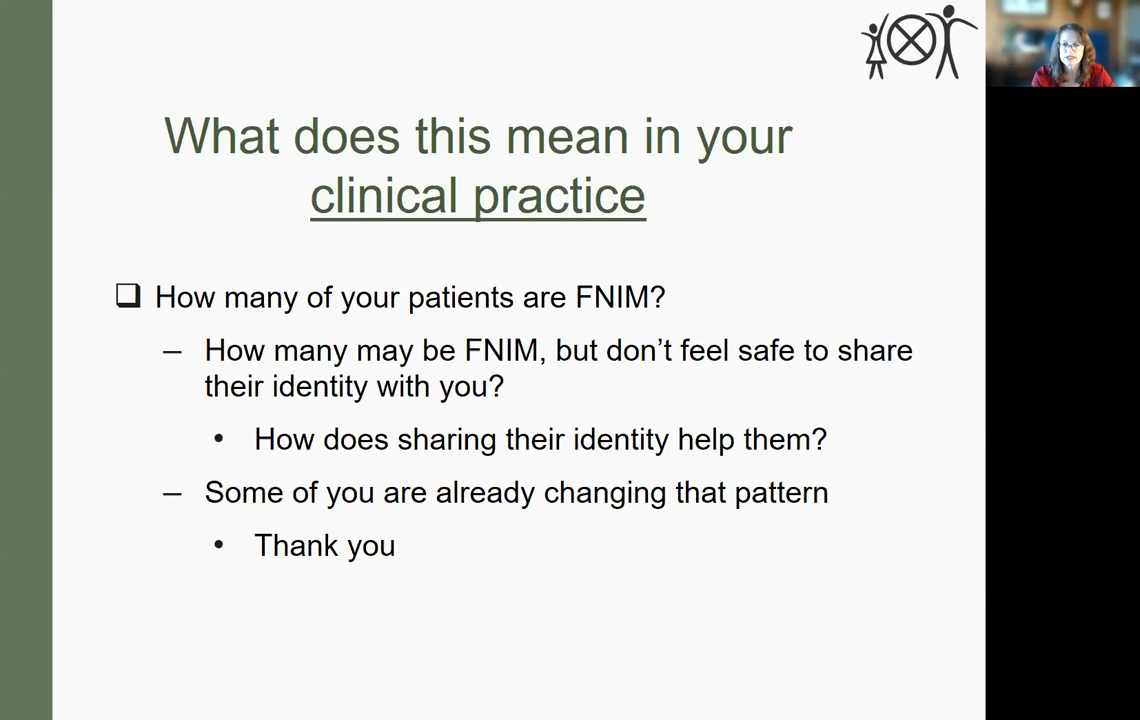 What does this mean in your
clinical practice
❑ How many of your patients are FNIM?
– How many may be FNIM, but don’t feel safe to share
their identity with you?
• How does sharing their identity help them?
– Some of you are already changing that pattern
• Thank you